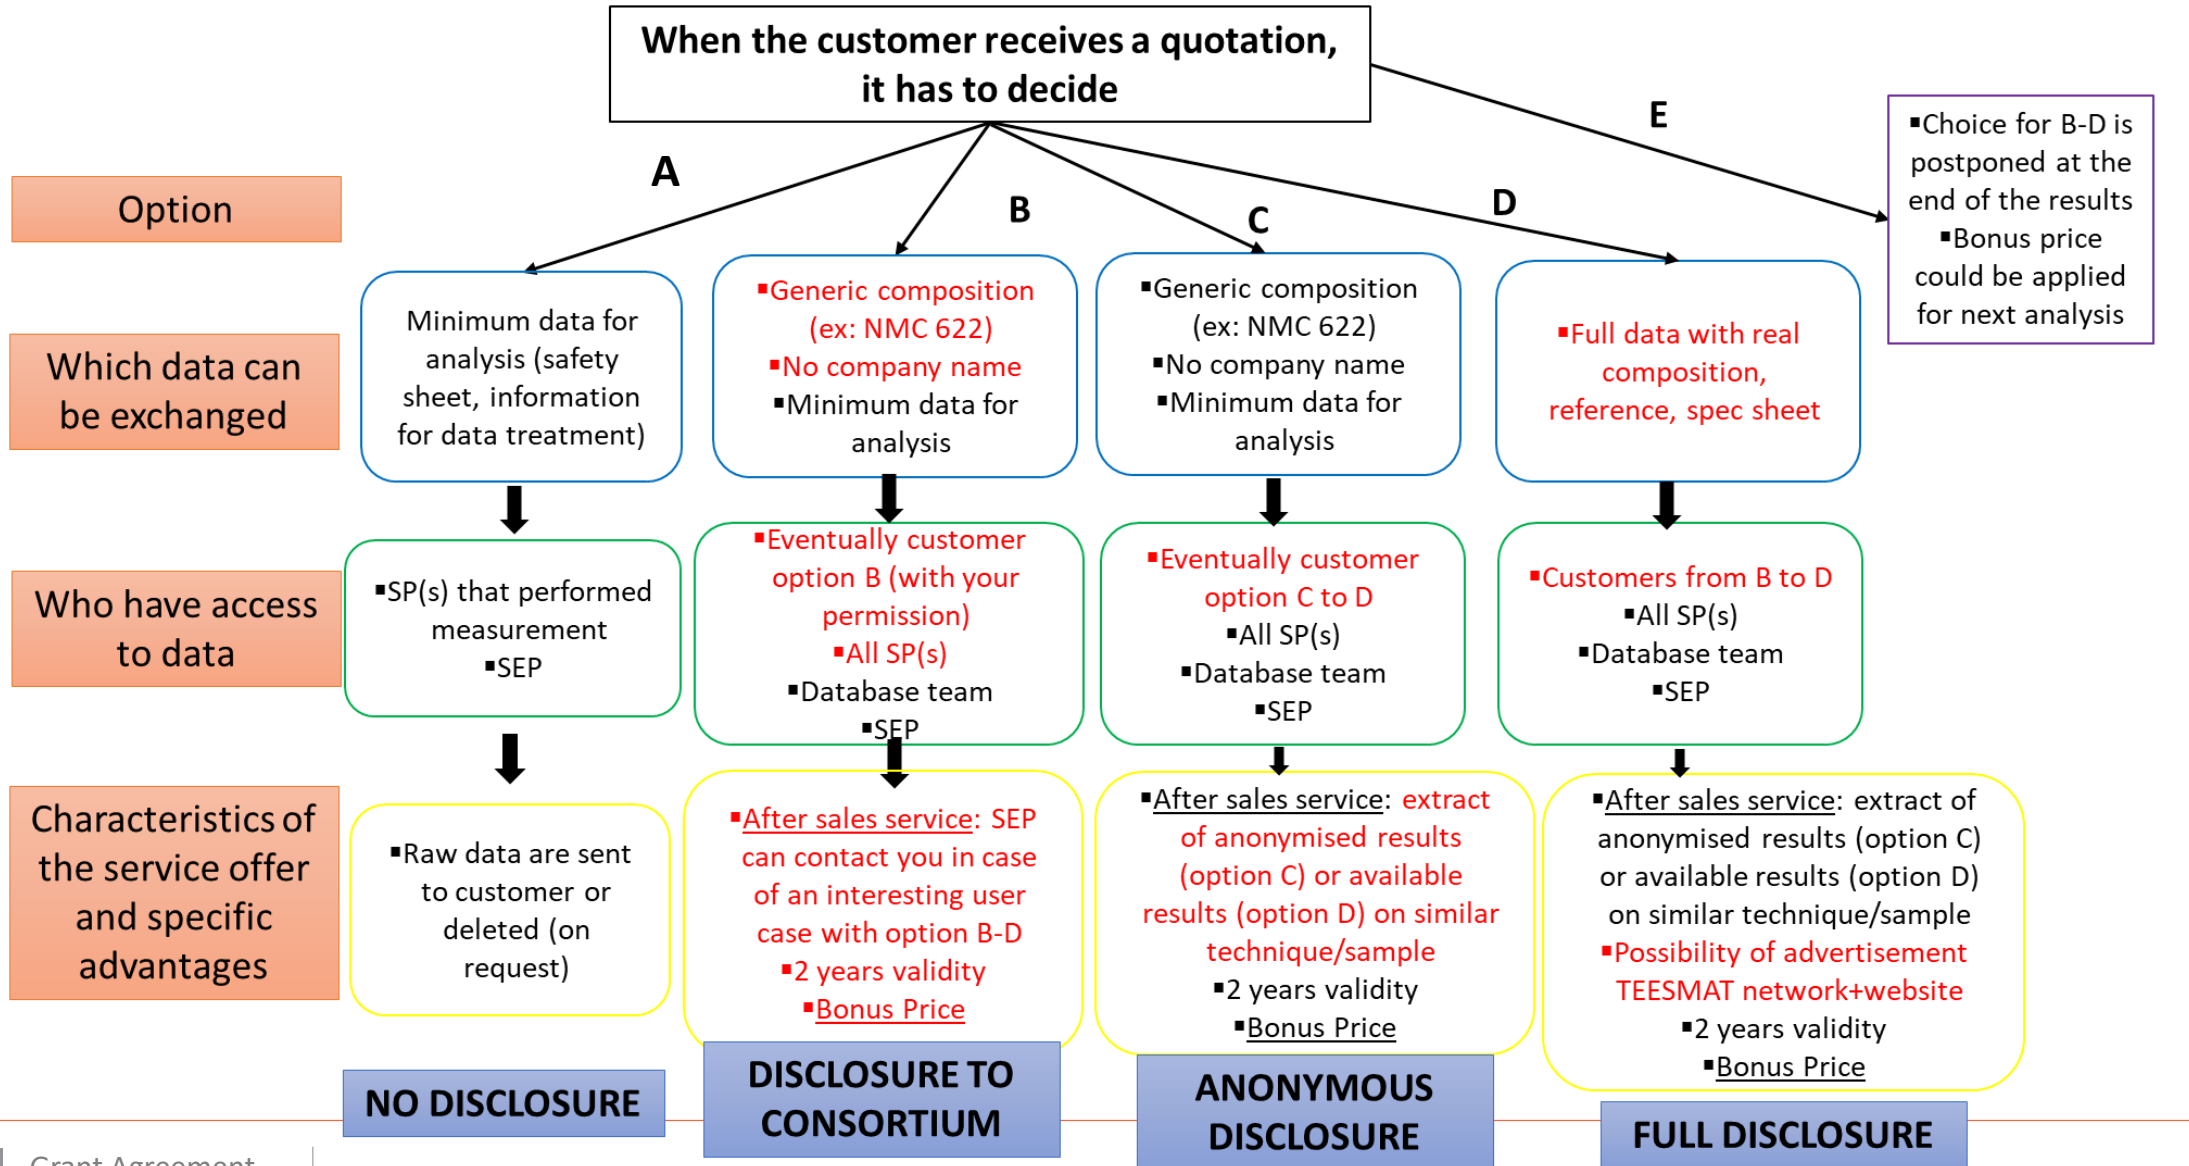 When the customer receives a quotation,
it has to decide
A
B
C
D
E
▪Choice for B-D is
postponed at the
end of the results
▪Bonus price
could be applied
for next analysis
Option
Which data can
be exchanged
Minimum data for
analysis (safety
sheet, information
for data treatment)
▪Generic composition
(ex: NMC 622)
▪No company name
▪Minimum data for
analysis
▪Generic composition
(ex: NMC 622)
▪No company name
▪Minimum data for
analysis
▪Full data with real
composition,
reference, spec sheet
Who have access
to data
▪SP(s) that performed
measurement
▪SEP
▪Eventually customer
option B (with your
permission)
▪All SP(s)
▪Database team
▪SEP
▪Eventually customer
option C to D
▪All SP(s)
▪Database team
▪SEP
▪Customers from B to D
▪All SP(s)
▪Database team
▪SEP
Characteristics of
the service offer
and specific
advantages
▪Raw data are sent
to customer or
deleted (on
request)
▪After sales service: SEP
can contact you in case
of an interesting user
case with option B-D
▪2 years validity
▪Bonus Price
▪After sales service: extract
of anonymised results
(option C) or available
results (option D) on similar
technique/sample
▪2 years validity
▪Bonus Price
▪After sales service: extract of
anonymised results (option C)
or available results (option D)
on similar technique/sample
▪Possibility of advertisement
TEESMAT network+website
▪2 years validity
▪Bonus Price
NO DISCLOSURE
DISCLOSURE TO
CONSORTIUM
ANONYMOUS
DISCLOSURE
FULL DISCLOSURE
Grant Agreement